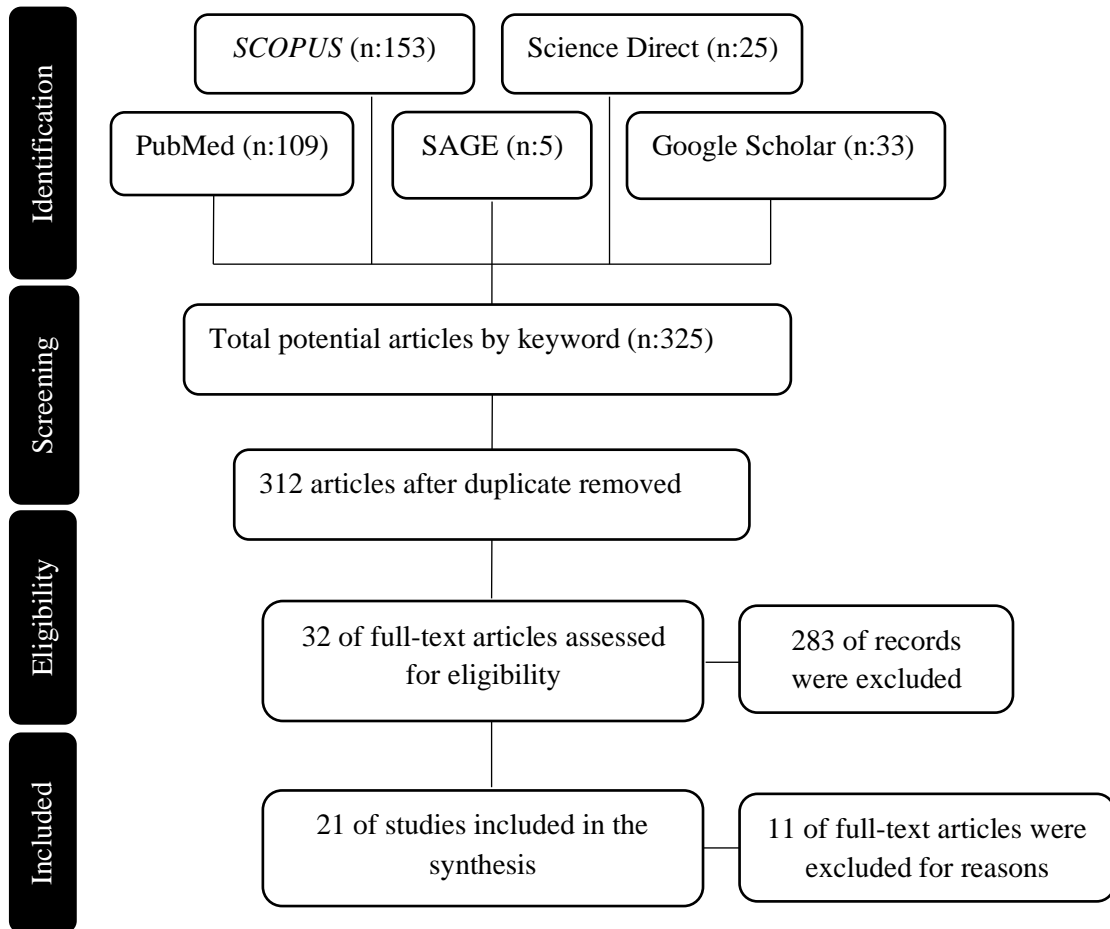 Identification
SCOPUS (n:153)
Science Direct (n:25)
PubMed (n:109)
SAGE (n:5)
Google Scholar (n:33)
Screening
Total potential articles by keyword (n:325)
312 articles after duplicate removed
Eligibility
32 of full-text articles assessed
for eligibility
283 of records
were excluded
Included
21 of studies included in the
synthesis
11 of full-text articles were
excluded for reasons